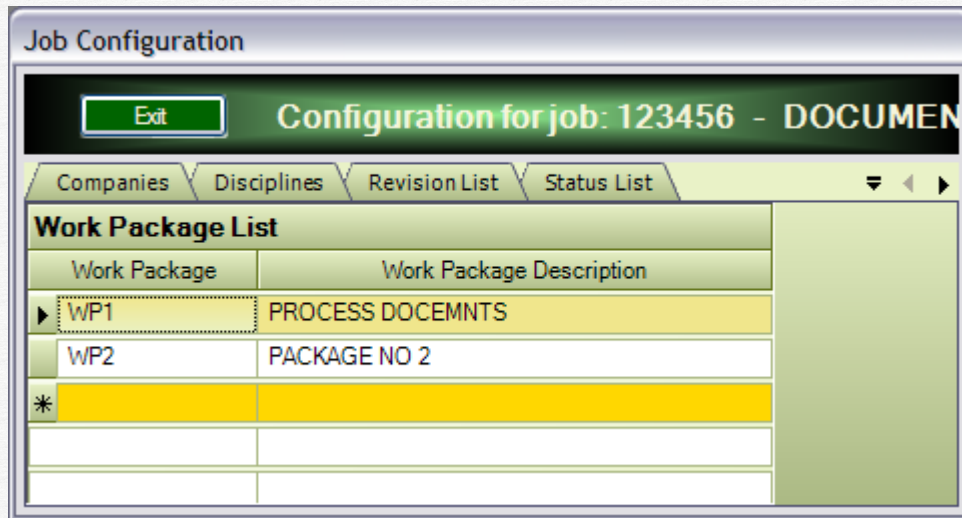 Job Configuration
Exit Configuration for job: 123456 - DOCUMEN
Companies Disciplines Revision List Status List
Work Package List
Work Package Work Package Description
WP1 PROCESS DOCEMNTS
WP2 PACKAGE NO 2